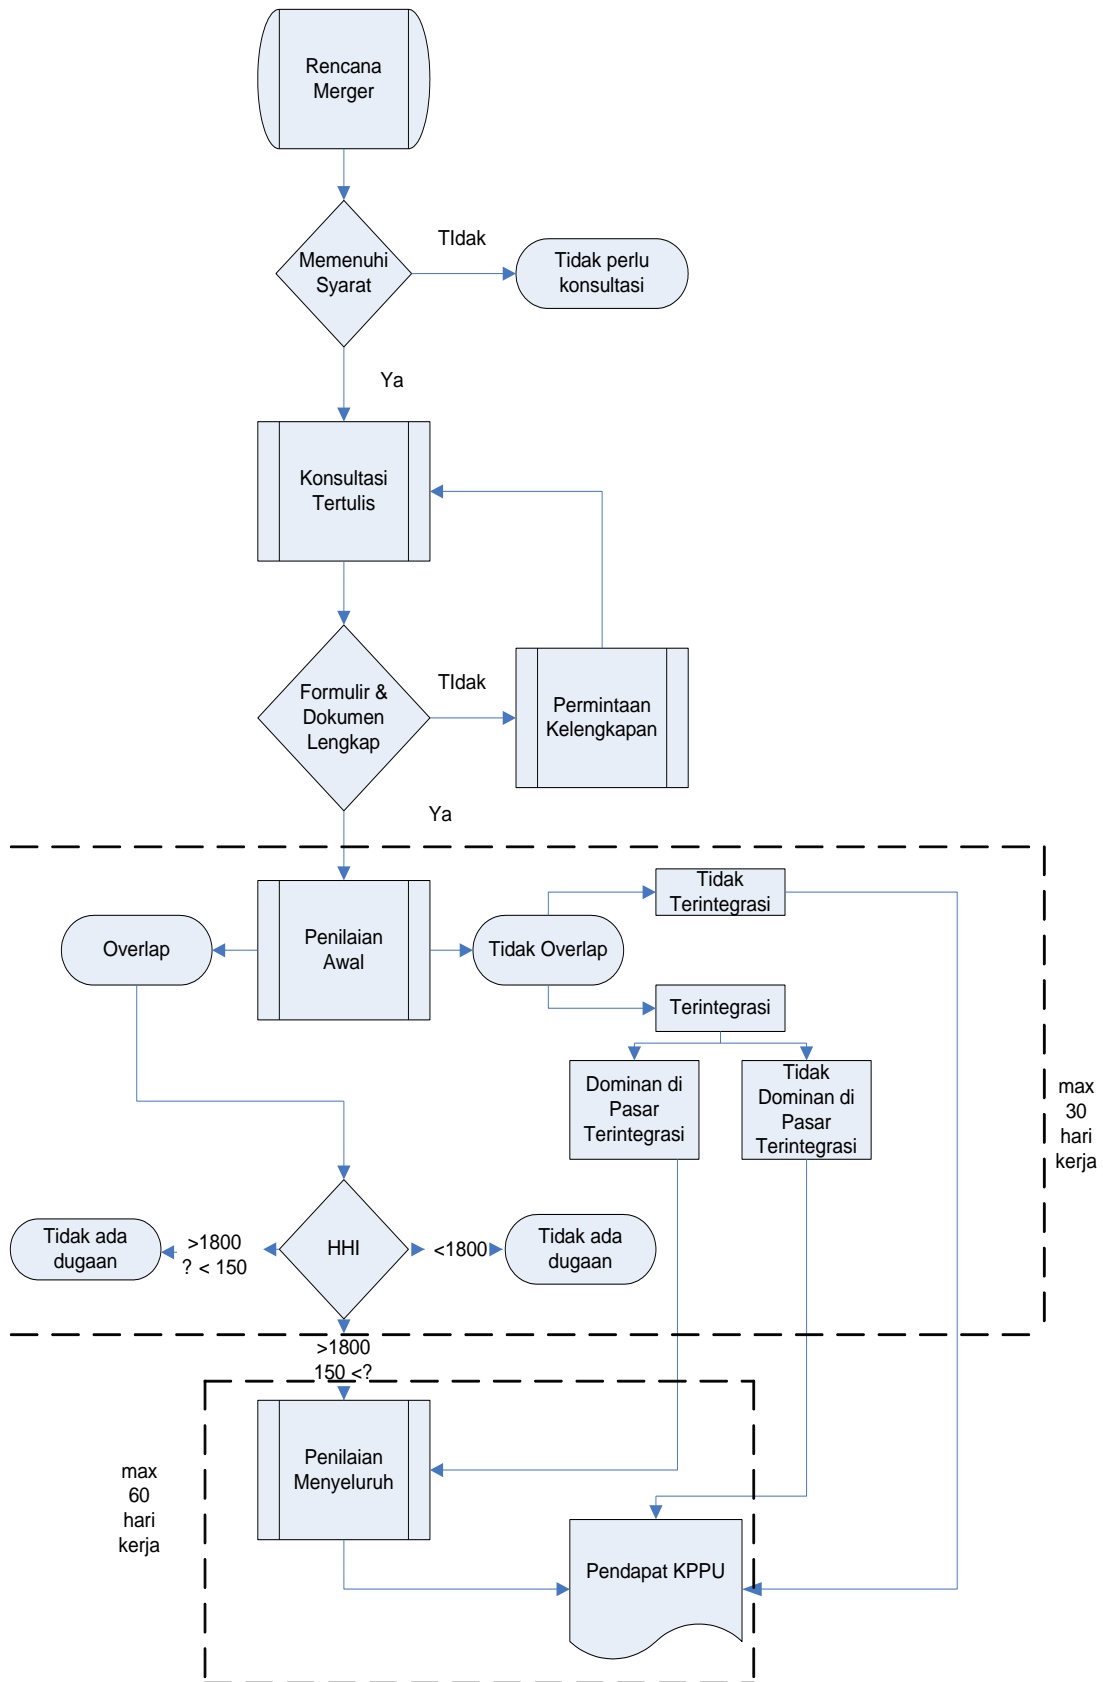 Rencana
Merger
TIdak
Memenuhi
Syarat
Tidak perlu
konsultasi
Ya
Konsultasi
Tertulis
TIdak
Formulir &
Dokumen
Lengkap
Permintaan
Kelengkapan
Ya
Tidak
Terintegrasi
Overlap
Penilaian
Awal
Tidak Overlap
Terintegrasi
Dominan di
Pasar
Terintegrasi
Tidak
Dominan di
Pasar
Terintegrasi
max
30
hari
kerja
Tidak ada
dugaan
>1800
? < 150
HHI
<1800
Tidak ada
dugaan
>1800
150 <?
Penilaian
Menyeluruh
max
60
hari
kerja
Pendapat KPPU